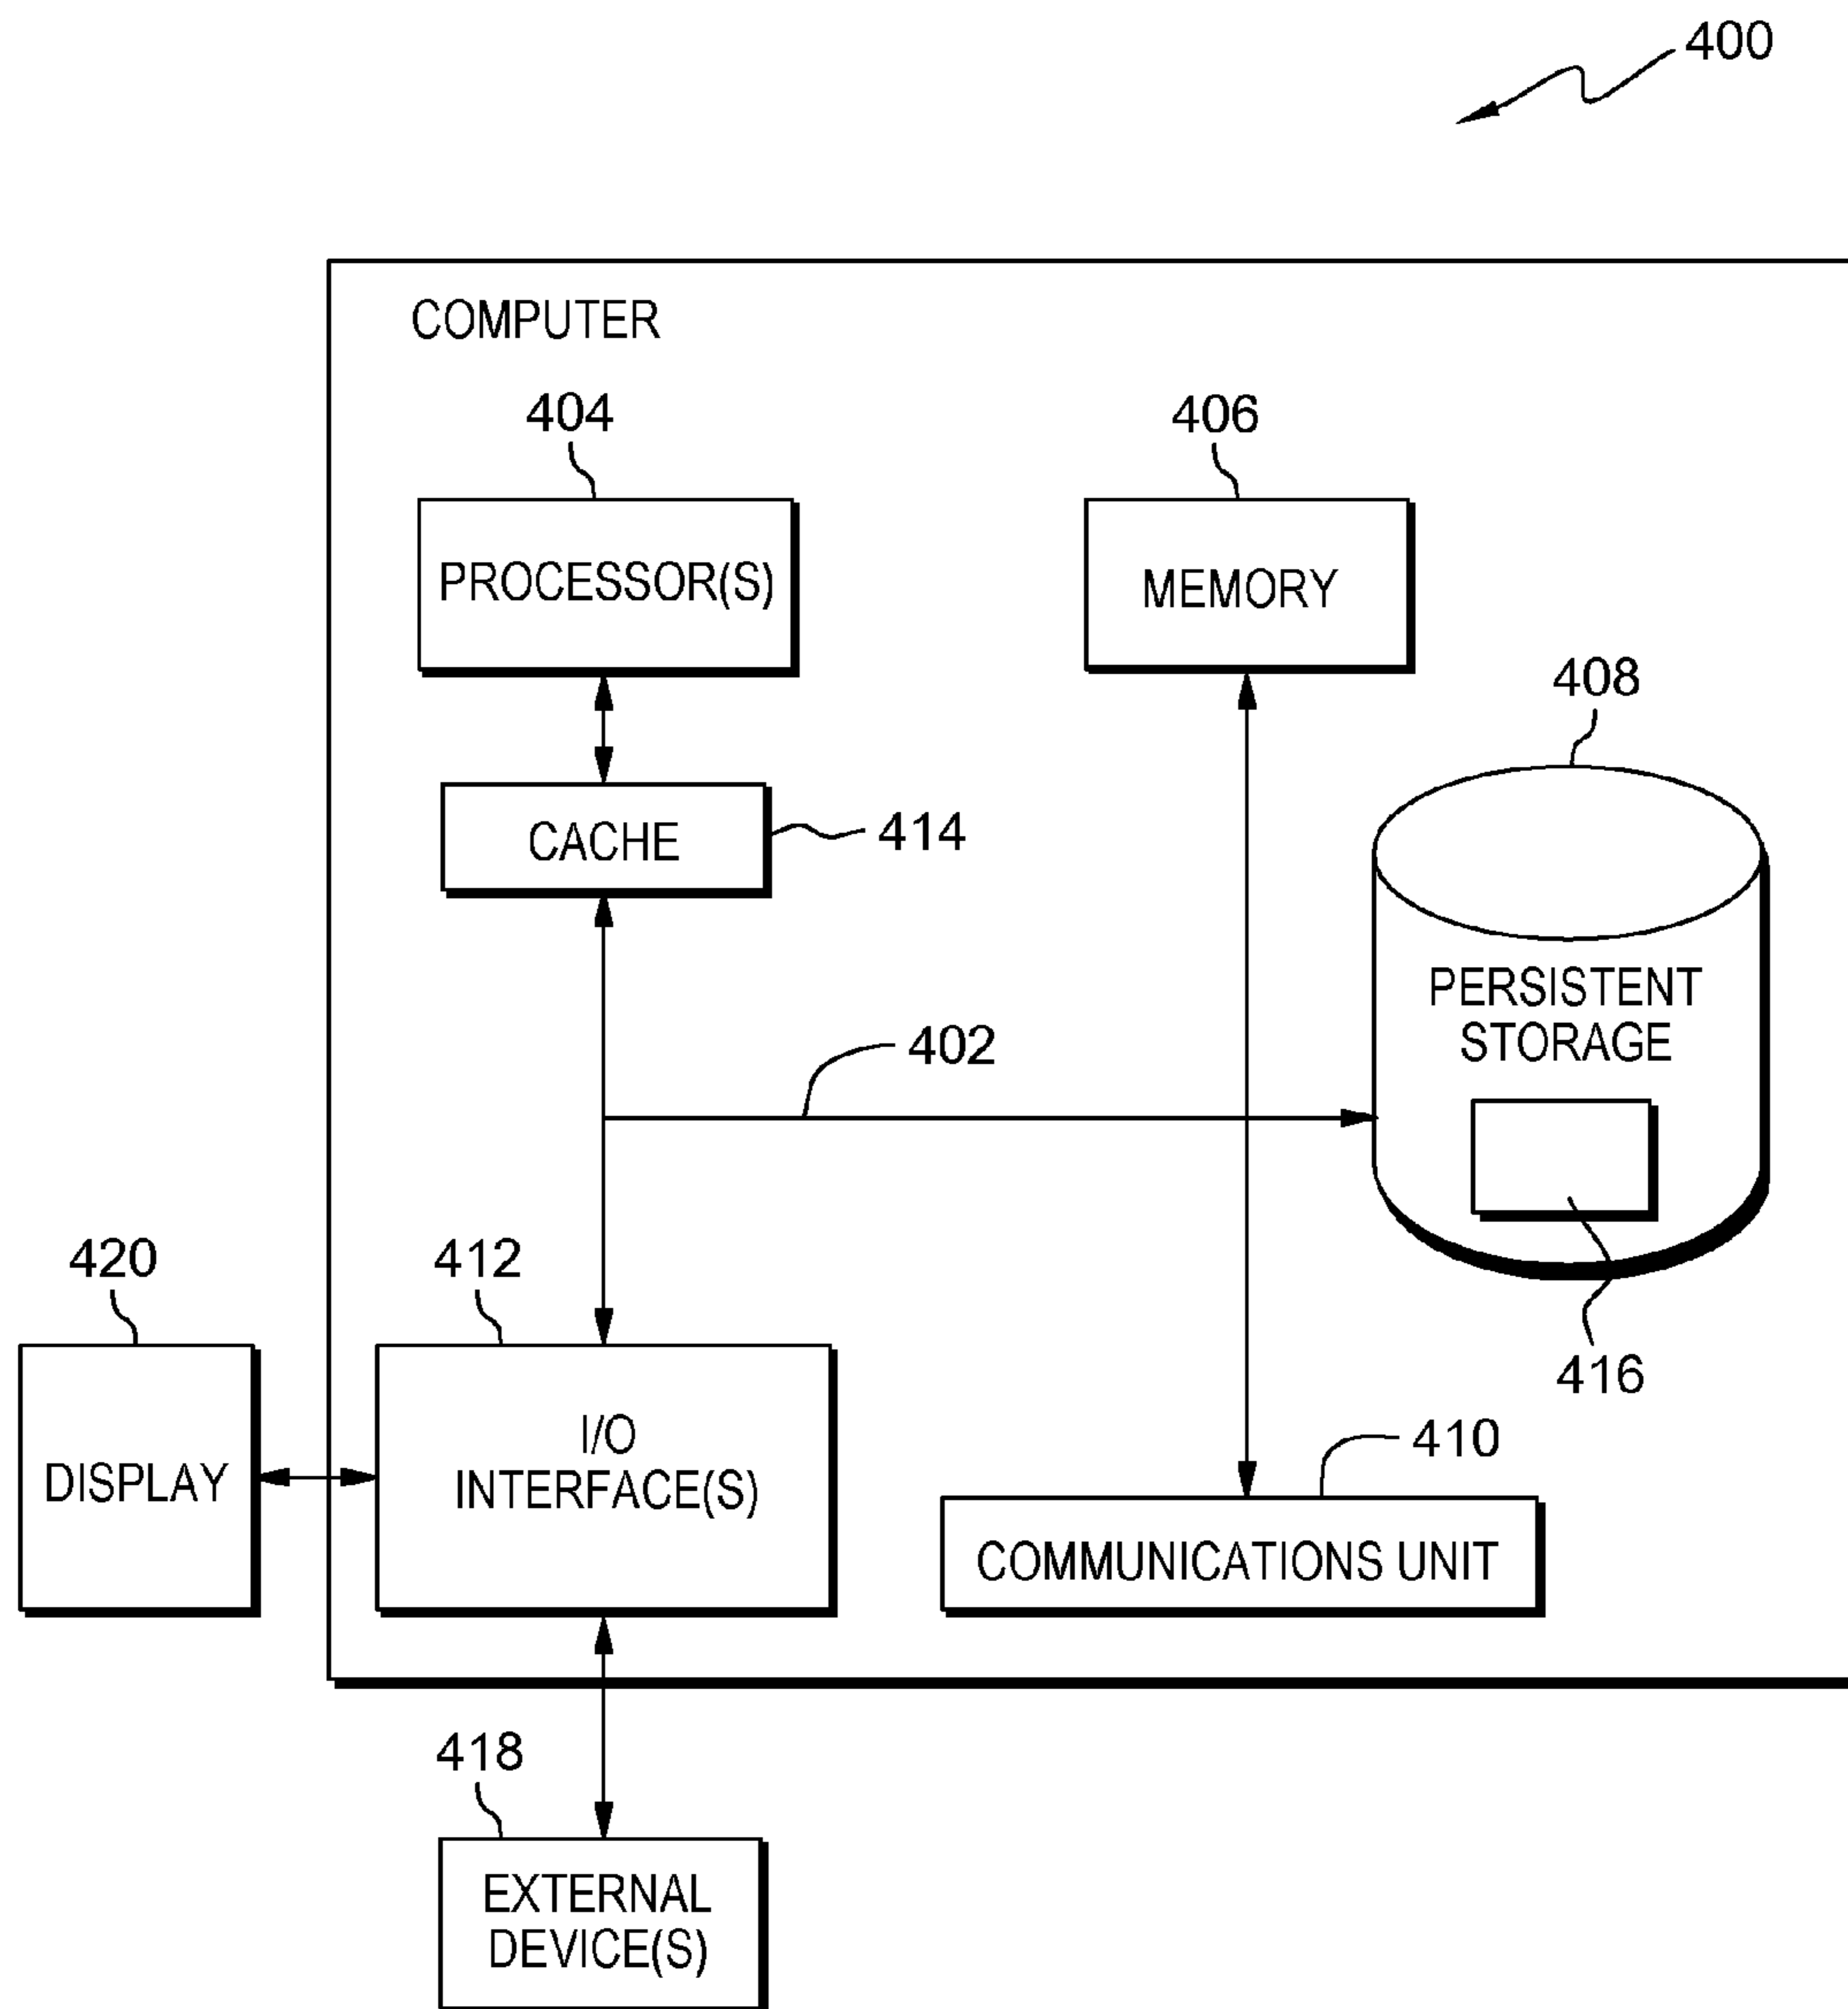 400
COMPUTER
404
406
PROCESSOR(S)
MEMORY
408
CACHE
414
PERSISTENT
STORAGE
402
420
412
416
I/O
INTERFACE(S)
DISPLAY
410
COMMUNICATIONS UNIT
418
EXTERNAL
DEVICE(S)